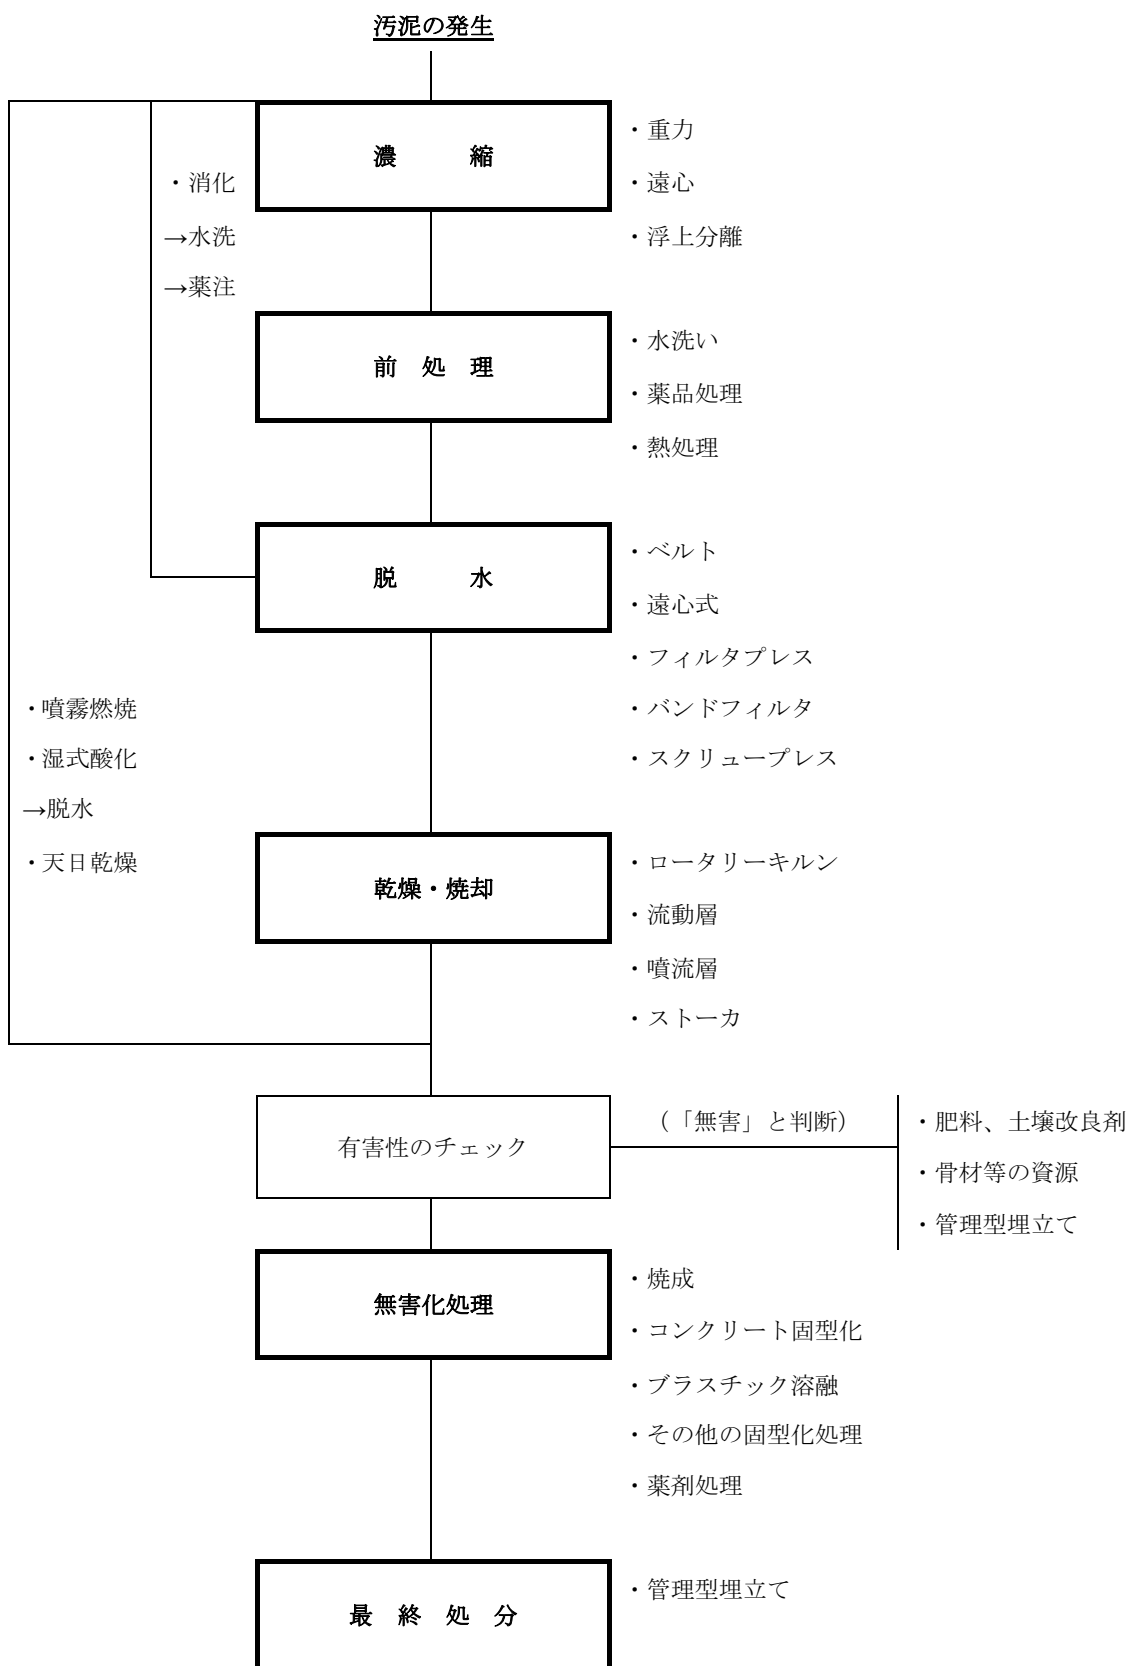 汚泥の発生
濃　　　縮
・重力
・遠心
・浮上分離
・消化
→水洗
→薬注
前　処　理
・水洗い
・薬品処理
・熱処理
脱　　　水
・ベルト
・遠心式
・フィルタプレス
・バンドフィルタ
・スクリュープレス
・噴霧燃焼
・湿式酸化
→脱水
・天日乾燥
乾燥・焼却
・ロータリーキルン
・流動層
・噴流層
・ストーカ
有害性のチェック
（「無害」と判断）
・肥料、土壌改良剤
・骨材等の資源
・管理型埋立て
無害化処理
・焼成
・コンクリート固型化
・ブラスチック溶融
・その他の固型化処理
・薬剤処理
最　終　処　分
・管理型埋立て